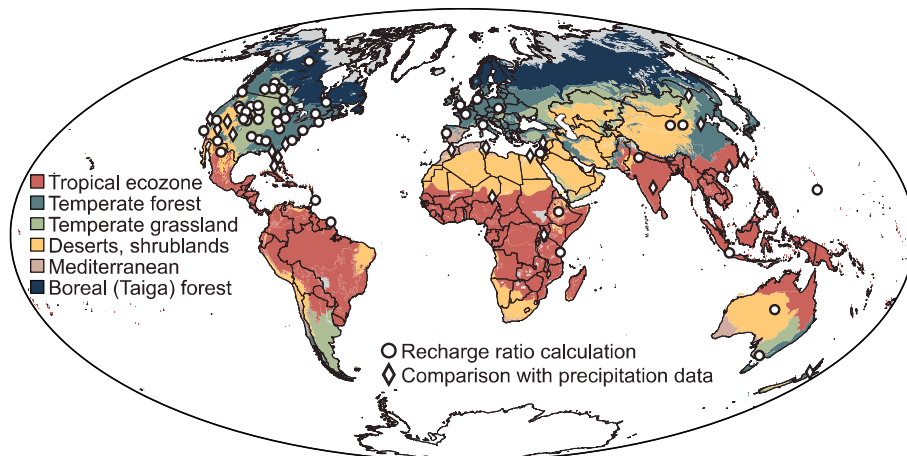 Tropical ecozone
Temperate forest
Temperate grassland
Deserts, shrublands
Mediterranean
Boreal (Taiga) forest
Recharge ratio calculation
Comparison with precipitation data